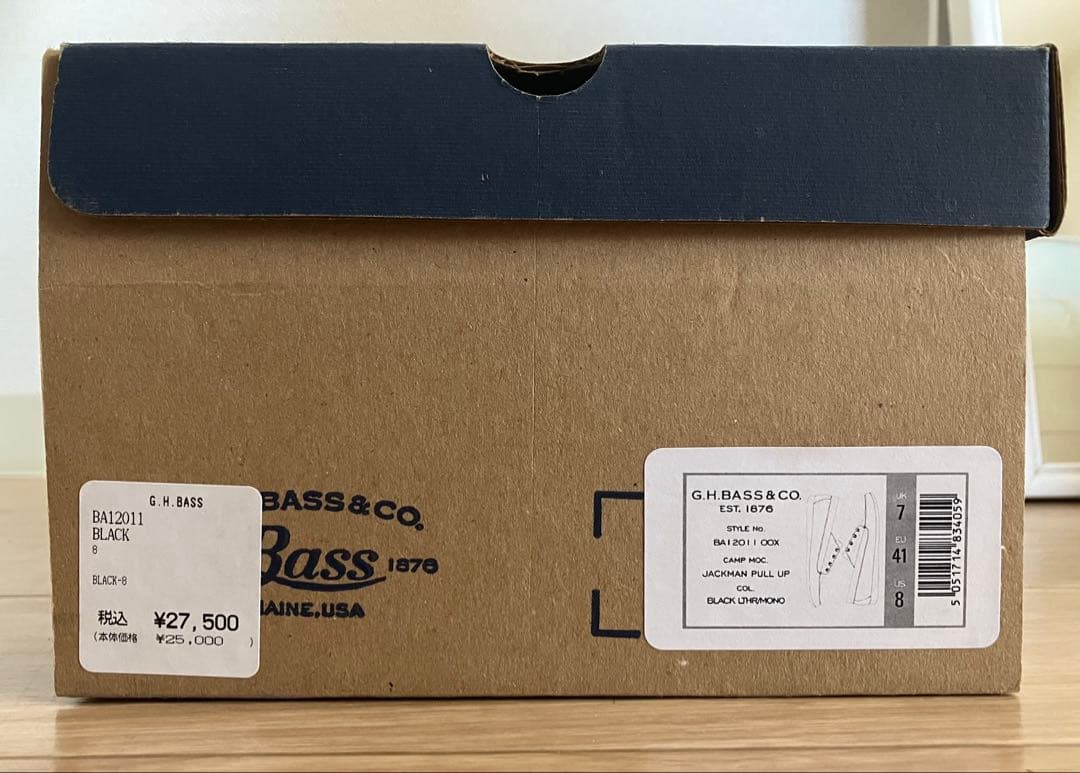 G.H.BASS
BA12011
BLACK
8
BLACK-8
税込 ¥27,500
(本体価格 ¥25,000 )
BASS&CO.
Bass 1876
MAINE,USA
G.H.BASS&CO.
EST. 1876
STYLE No.
BA12011 00X
CAMP MOC.
JACKMAN PULL UP
COL.
BLACK LTHR/MONO
UK
7
EU
41
US
8
5 051714 834059